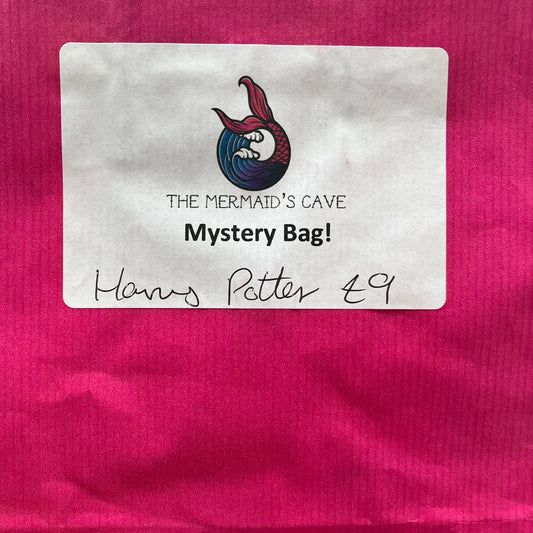 THE MERMAID'S CAVE
Mystery Bag!
Harry Potter £9